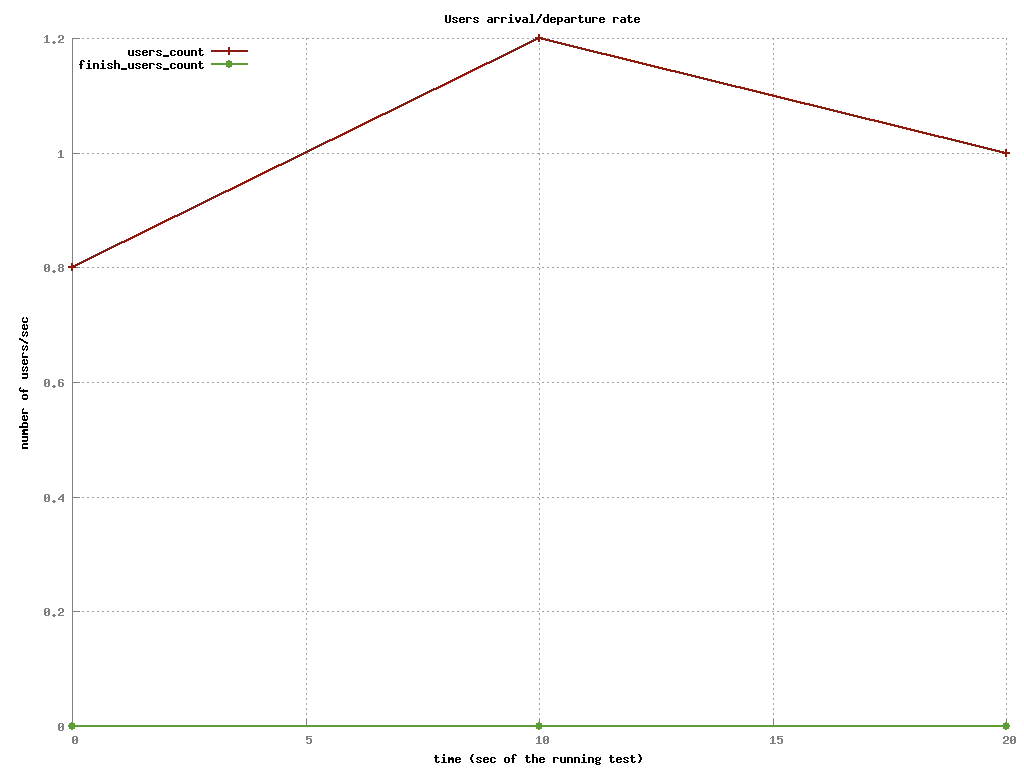 Users arrival/departure rate
users_count
finish_users_count
1.2
1
0.8
0.6
0.4
0.2
0
number of users/sec
0 5 10 15 20
time (sec of the running test)